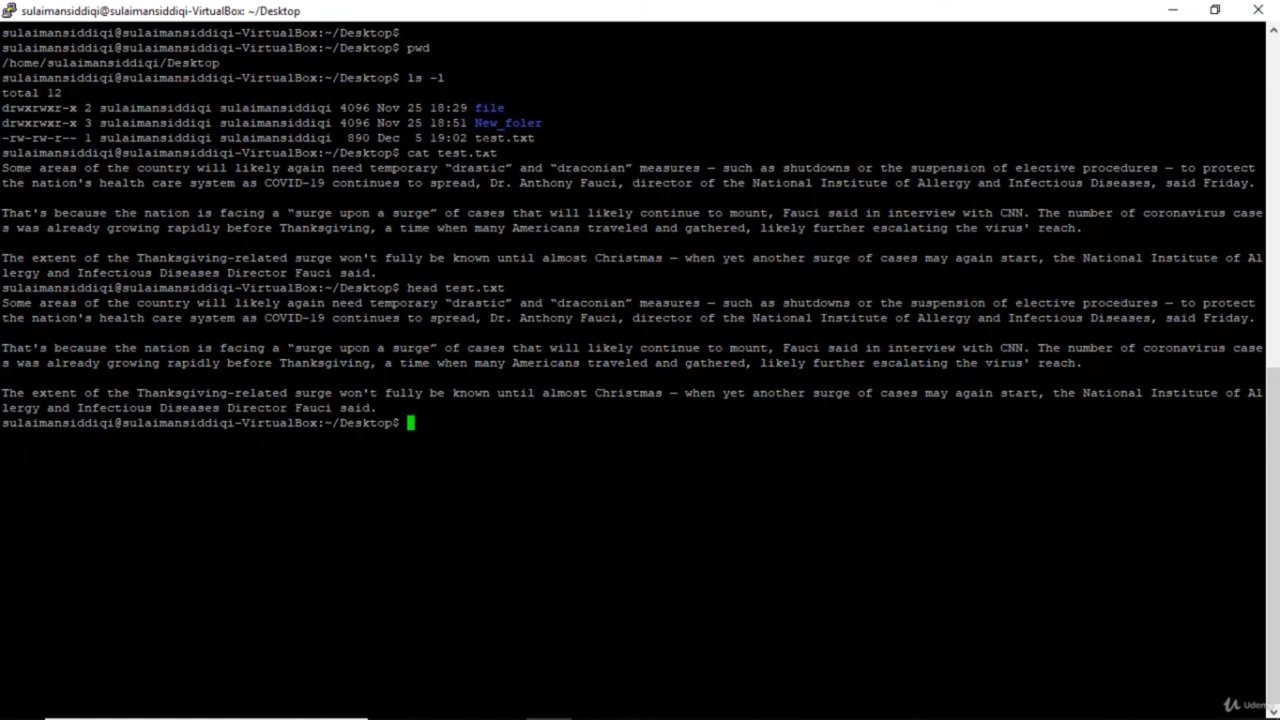 sulaimansiddiqi@sulaimansiddiqi-VirtualBox: ~/Desktop
sulaimansiddiqi@sulaimansiddiqi-VirtualBox:~/Desktop$
sulaimansiddiqi@sulaimansiddiqi-VirtualBox:~/Desktop$ pwd
/home/sulaimansiddiqi/Desktop
sulaimansiddiqi@sulaimansiddiqi-VirtualBox:~/Desktop$ ls -l
total 12
drwxrwxr-x 2 sulaimansiddiqi sulaimansiddiqi 4096 Nov 25 18:29 file
drwxrwxr-x 3 sulaimansiddiqi sulaimansiddiqi 4096 Nov 25 18:51 New_foler
-rw-rw-r-- 1 sulaimansiddiqi sulaimansiddiqi  890 Dec  5 19:02 test.txt
sulaimansiddiqi@sulaimansiddiqi-VirtualBox:~/Desktop$ cat test.txt
Some areas of the country will likely again need temporary “drastic” and “draconian” measures — such as shutdowns or the suspension of elective procedures — to protect
the nation's health care system as COVID-19 continues to spread, Dr. Anthony Fauci, director of the National Institute of Allergy and Infectious Diseases, said Friday.
That's because the nation is facing a “surge upon a surge” of cases that will likely continue to mount, Fauci said in interview with CNN. The number of coronavirus case
s was already growing rapidly before Thanksgiving, a time when many Americans traveled and gathered, likely further escalating the virus' reach.
The extent of the Thanksgiving-related surge won't fully be known until almost Christmas — when yet another surge of cases may again start, the National Institute of Al
lergy and Infectious Diseases Director Fauci said.
sulaimansiddiqi@sulaimansiddiqi-VirtualBox:~/Desktop$ head test.txt
Some areas of the country will likely again need temporary “drastic” and “draconian” measures — such as shutdowns or the suspension of elective procedures — to protect
the nation's health care system as COVID-19 continues to spread, Dr. Anthony Fauci, director of the National Institute of Allergy and Infectious Diseases, said Friday.
That's because the nation is facing a “surge upon a surge” of cases that will likely continue to mount, Fauci said in interview with CNN. The number of coronavirus case
s was already growing rapidly before Thanksgiving, a time when many Americans traveled and gathered, likely further escalating the virus' reach.
The extent of the Thanksgiving-related surge won't fully be known until almost Christmas — when yet another surge of cases may again start, the National Institute of Al
lergy and Infectious Diseases Director Fauci said.
sulaimansiddiqi@sulaimansiddiqi-VirtualBox:~/Desktop$